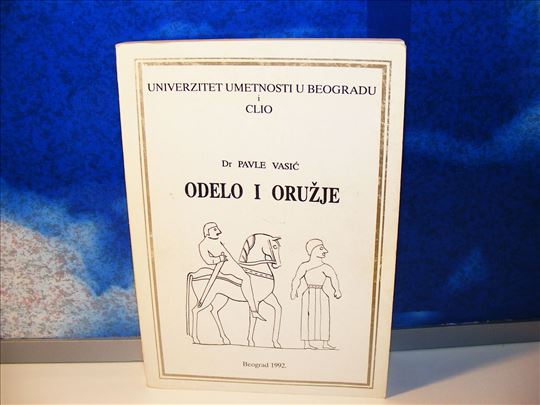 UNIVERZITET UMETNOSTI U BEOGRADU
i
CLIO
Dr PAVLE VASIĆ
ODELO I ORUŽJE
Beograd 1992.